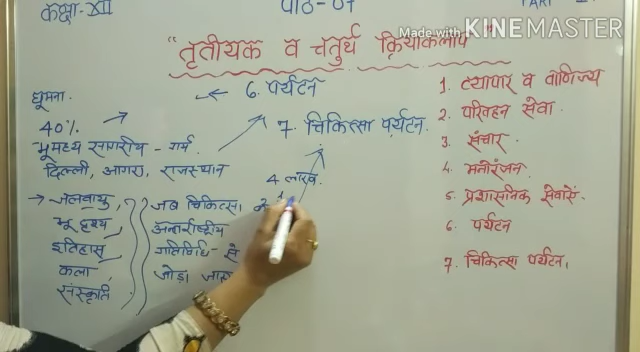 कक्षा-XII
पाठ-07
PART
Made with KINEMASTER
"तृतीयक व चतुर्थ क्रियाकलाप"
6. पर्यटन
घूमना
40%
7. चिकित्सा पर्यटन.
भूमध्य सागरीय - गर्म
दिल्ली, आगरा, राजस्थान
4 लाख
→ जलवायु,
भू दृश्य
इतिहास
कला
संस्कृति
जब चिकित्सा
अन्तर्राष्ट्रीय
गतिविधि - से
जोड़ा
1. व्यापार व वाणिज्य
2. परिवहन सेवा.
3. संचार.
4. मनोरंजन.
5. प्रशासनिक सेवाएें.
6. पर्यटन
7. चिकित्सा पर्यटन।